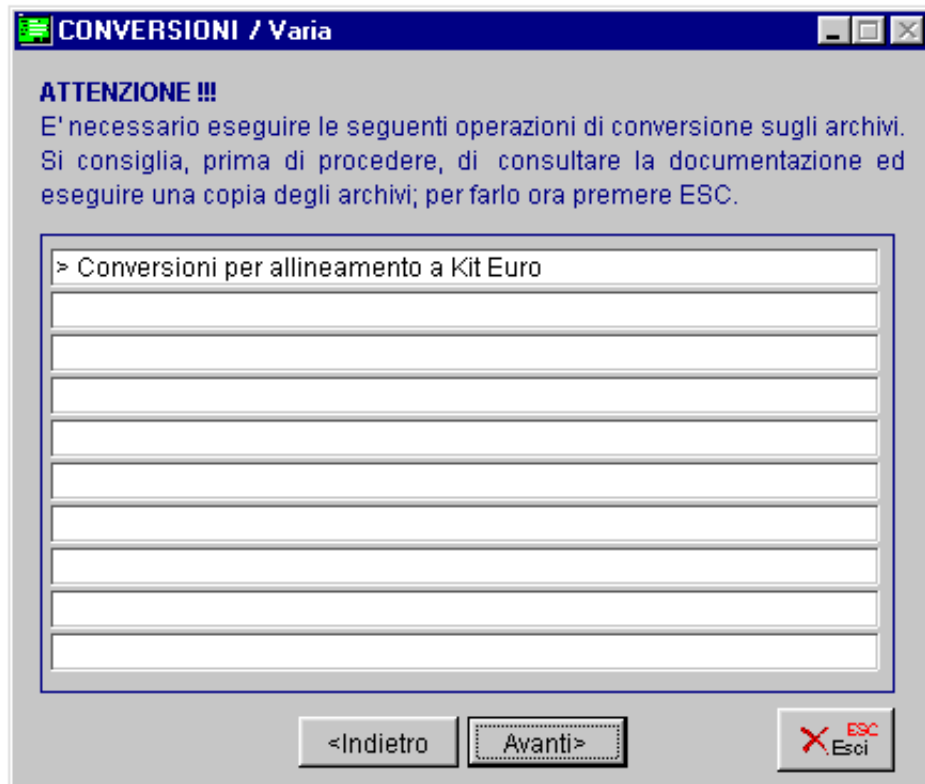 CONVERSIONI / Varia
ATTENZIONE !!!
E' necessario eseguire le seguenti operazioni di conversione sugli archivi.
Si consiglia, prima di procedere, di consultare la documentazione ed
eseguire una copia degli archivi; per farlo ora premere ESC.
> Conversioni per allineamento a Kit Euro
<Indietro
Avanti>
ESC
Esci